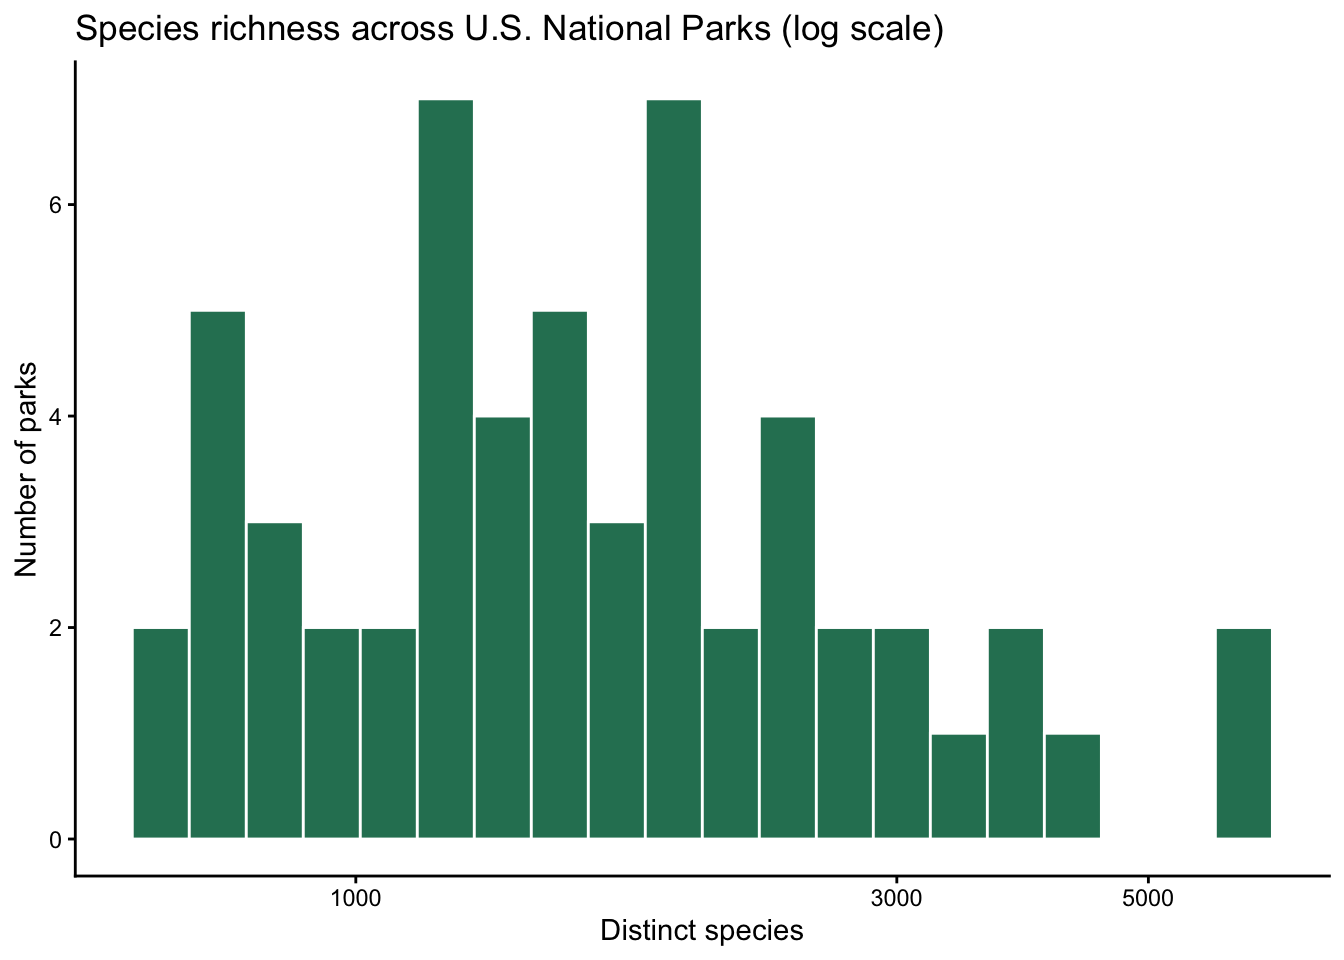 Species richness across U.S. National Parks (log scale)
Number of parks
6
4
2
0
1000
3000
5000
Distinct species